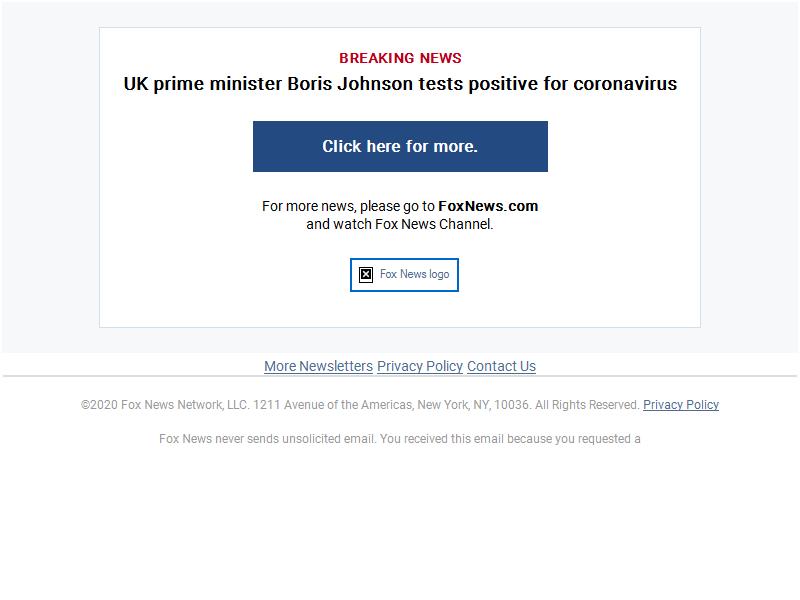 BREAKING NEWS
UK prime minister Boris Johnson tests positive for coronavirus
Click here for more.
For more news, please go to FoxNews.com
and watch Fox News Channel.
Fox News logo
More Newsletters Privacy Policy Contact Us
©2020 Fox News Network, LLC. 1211 Avenue of the Americas, New York, NY, 10036. All Rights Reserved. Privacy Policy
Fox News never sends unsolicited email. You received this email because you requested a